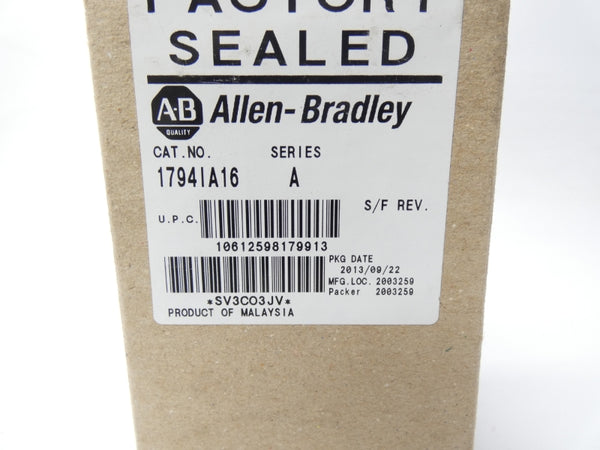 FACTORY
SEALED
A·B
QUALITY
Allen-Bradley
CAT.NO. SERIES
1794IA16 A
S/F REV.
U.P.C.
10612598179913
PKG DATE
2013/09/22
MFG.LOC. 2003259
Packer 2003259
*SV3CO3JV*
PRODUCT OF MALAYSIA